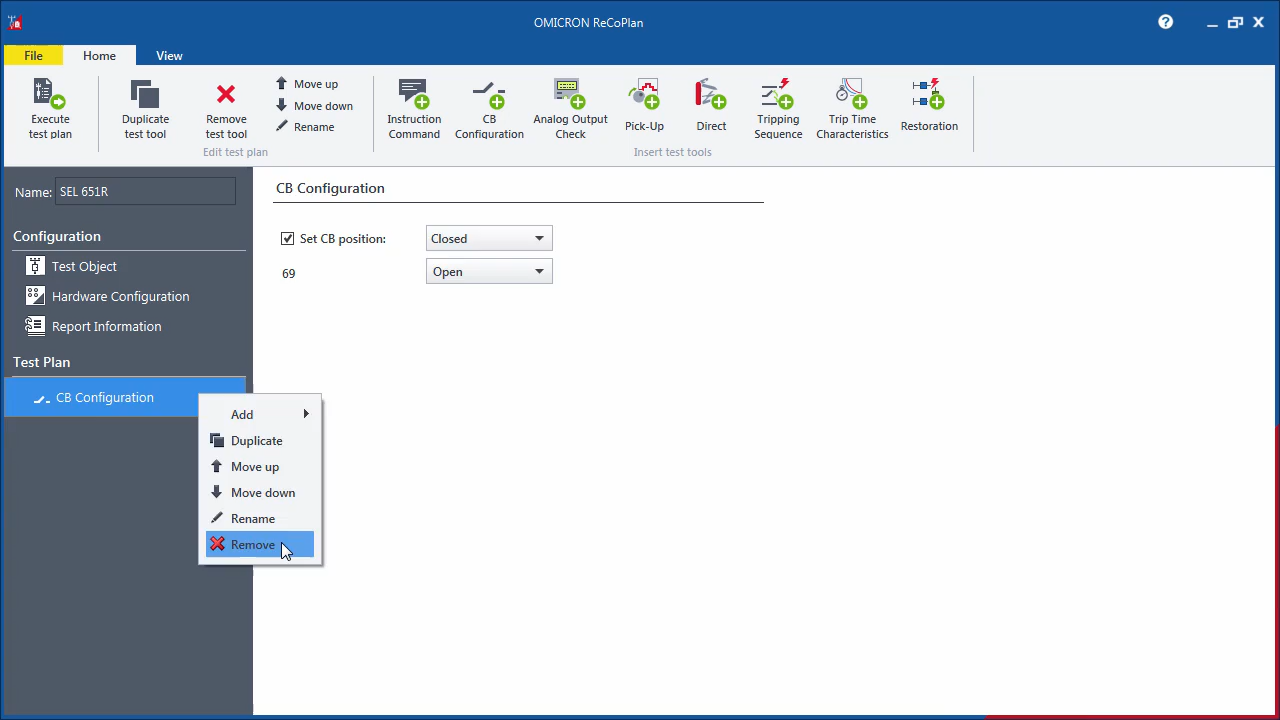 OMICRON ReCoPlan
File Home View
Execute test plan
Duplicate test tool
Remove test tool
Move up
Move down
Rename
Edit test plan
Instruction Command
CB Configuration
Analog Output Check
Pick-Up
Direct
Tripping Sequence
Trip Time Characteristics
Restoration
Insert test tools
Name: SEL 651R
Configuration
Test Object
Hardware Configuration
Report Information
Test Plan
CB Configuration
CB Configuration
Set CB position: Closed
69 Open
Add
Duplicate
Move up
Move down
Rename
Remove